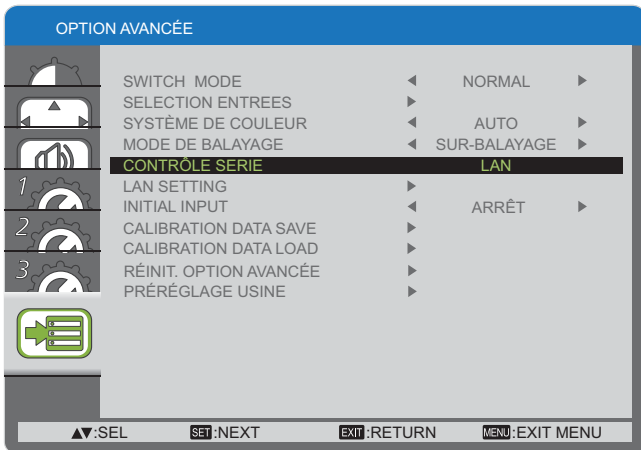 OPTION AVANCÉE
SWITCH MODE NORMAL
SELECTION ENTREES
SYSTÈME DE COULEUR AUTO
MODE DE BALAYAGE SUR-BALAYAGE
CONTRÔLE SERIE LAN
LAN SETTING
INITIAL INPUT ARRÊT
CALIBRATION DATA SAVE
CALIBRATION DATA LOAD
RÉINIT. OPTION AVANCÉE
PRÉRÉGLAGE USINE
1
2
3
:SEL SET:NEXT EXIT:RETURN MENU:EXIT MENU